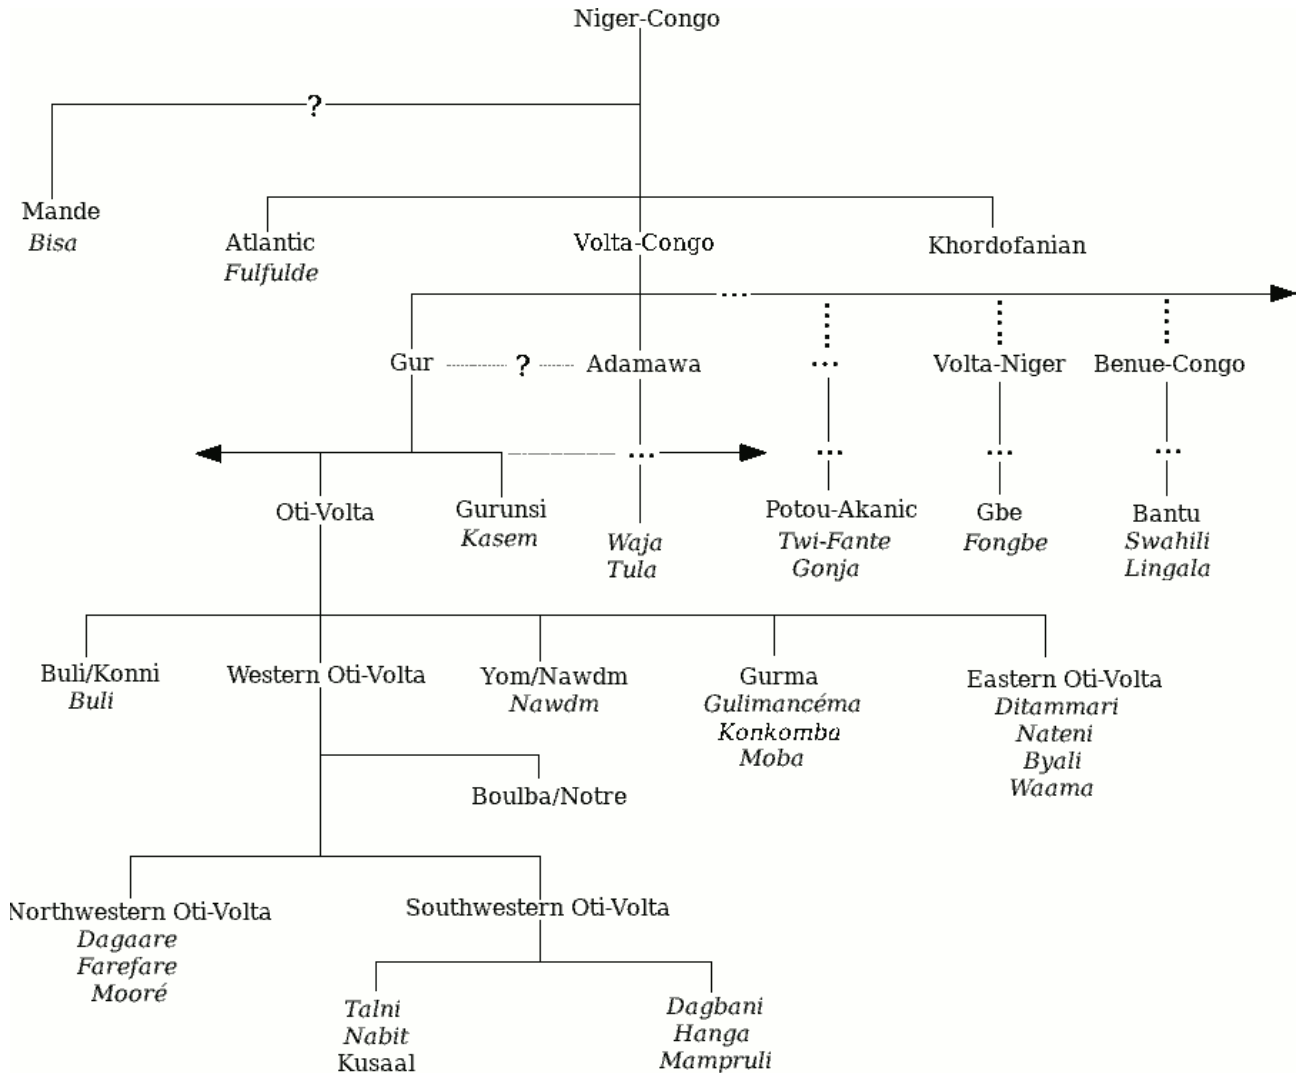 Niger-Congo
?
Mande
Bisa
Atlantic
Fulfulde
Volta-Congo
Khordofanian
...
Gur
?
Adamawa
...
Volta-Niger
Benue-Congo
...
...
...
...
Oti-Volta
Gurunsi
Kasem
Waja
Tula
Potou-Akanic
Twi-Fante
Gonja
Gbe
Fongbe
Bantu
Swahili
Lingala
Buli/Konni
Buli
Western Oti-Volta
Yom/Nawdm
Nawdm
Gurma
Gulimancéma
Konkomba
Moba
Eastern Oti-Volta
Ditammari
Nateni
Byali
Waama
Boulba/Notre
Northwestern Oti-Volta
Dagaare
Farefare
Mooré
Southwestern Oti-Volta
Talni
Nabit
Kusaal
Dagbani
Hanga
Mampruli